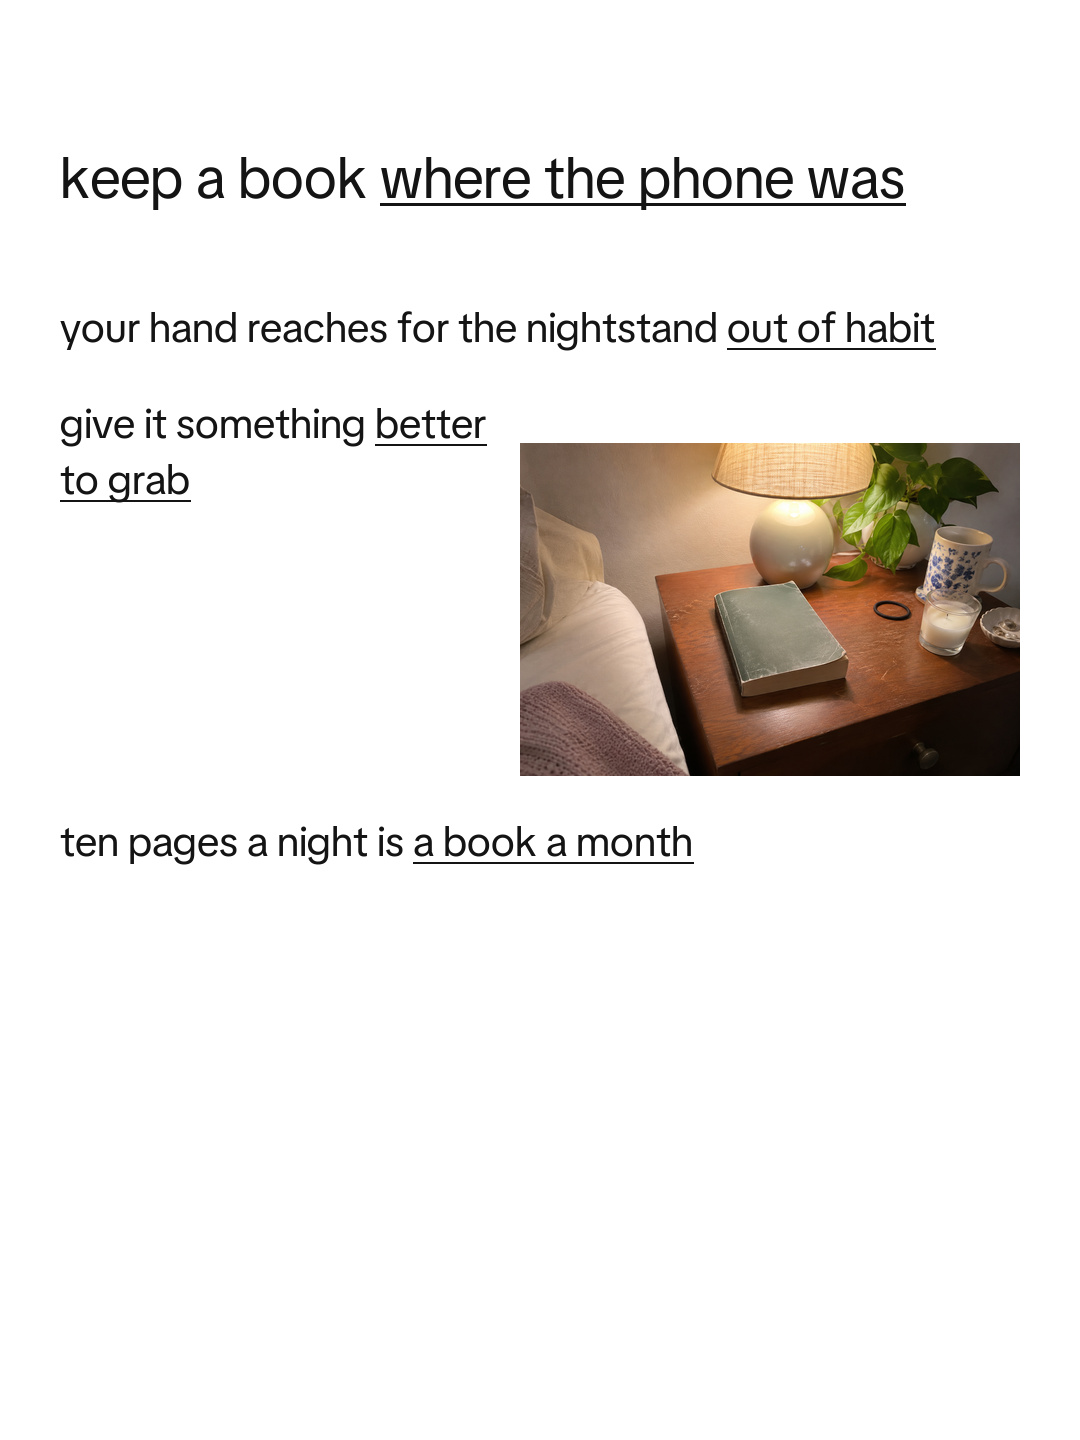 keep a book where the phone was
your hand reaches for the nightstand out of habit
give it something better
to grab
ten pages a night is a book a month